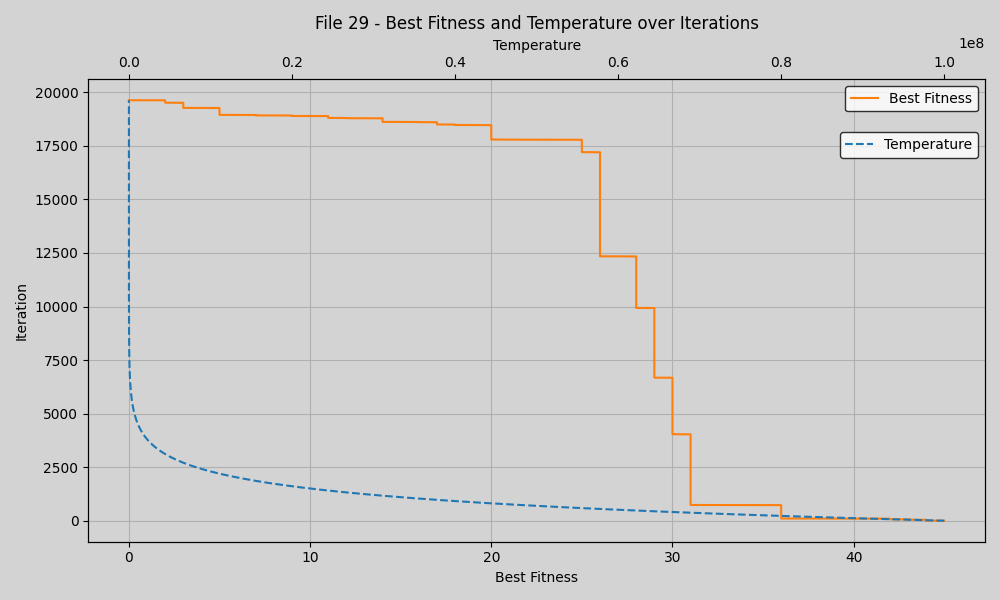 File 29 - Best Fitness and Temperature over Iterations
Temperature
1e8
0.0 0.2 0.4 0.6 0.8 1.0
20000
17500
15000
12500
10000
7500
5000
2500
0
Iteration
Best Fitness
Temperature
0 10 20 30 40
Best Fitness